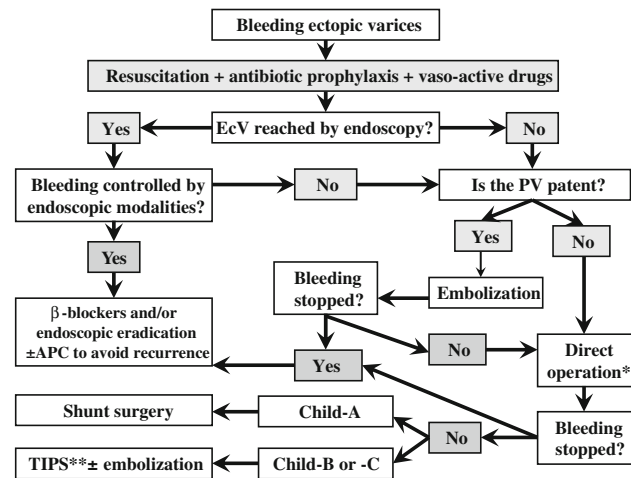 Bleeding ectopic varices
Resuscitation + antibiotic prophylaxis + vaso-active drugs
Yes
EcV reached by endoscopy?
No
Bleeding controlled by
endoscopic modalities?
No
Is the PV patent?
Yes
Yes
No
Bleeding
stopped?
Embolization
β-blockers and/or
endoscopic eradication
±APC to avoid recurrence
Yes
No
Direct
operation*
Shunt surgery
Child-A
No
Bleeding
stopped?
TIPS**± embolization
Child-B or -C